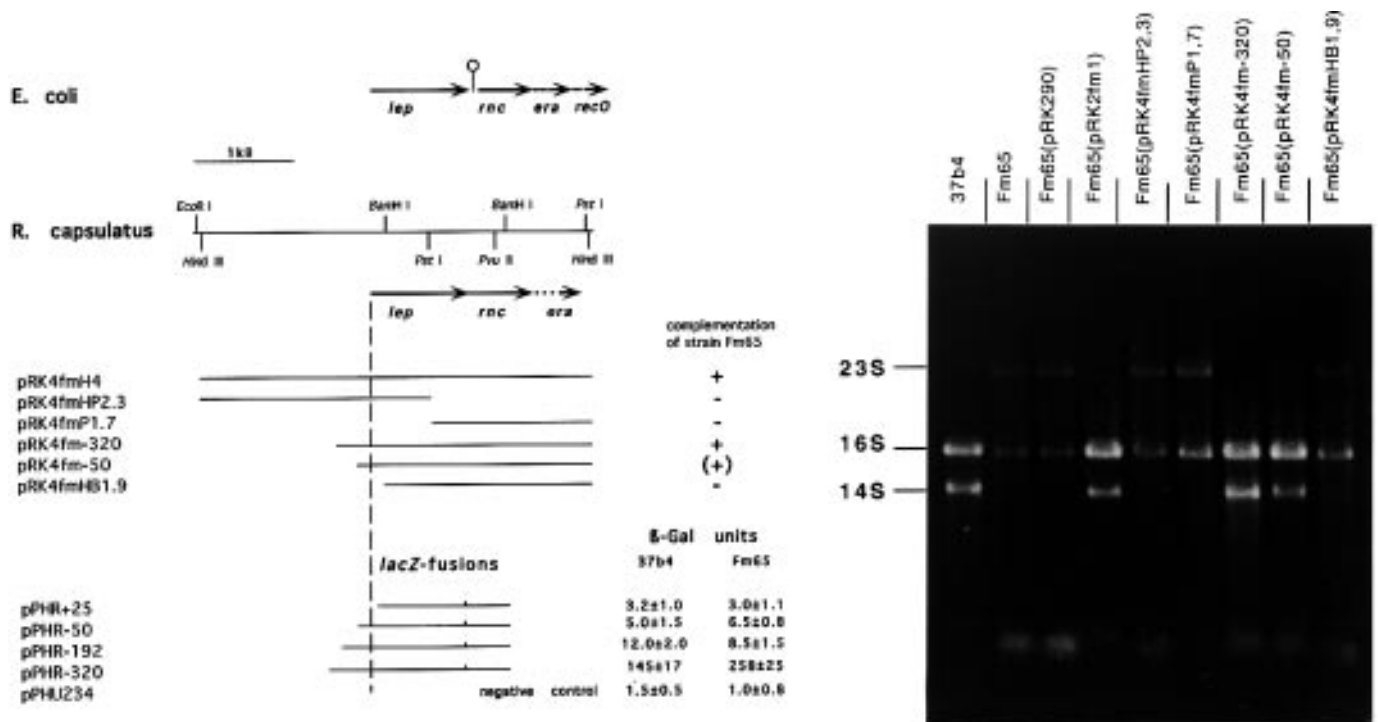 E. coli
lep rnc era recO
1kB
EcoR I BamH I BamH I Pst I
R. capsulatus
Hind III Pst I Pvu II Hind III
lep rnc era
complementation
of strain Fm65
pRK4fmH4 +
pRK4fmHP2.3 -
pRK4fmP1.7 -
pRK4fm-320 +
pRK4fm-50 (+)
pRK4fmHB1.9 -
ß-Gal units
lacZ-fusions 37b4 Fm65
pPHR+25 3.2±1.0 3.0±1.1
pPHR-50 5.0±1.5 6.5±0.8
pPHR-192 12.0±2.0 8.5±1.5
pPHR-320 145±17 258±25
pPHU234 negative control 1.5±0.5 1.0±0.8
37b4
Fm65
Fm65(pRK290)
Fm65(pRK2fm1)
Fm65(pRK4fmHP2,3)
Fm65(pRK4fmP1,7)
Fm65(pRK4fm-320)
Fm65(pRK4fm-50)
Fm65(pRK4fmHB1,9)
23S
16S
14S